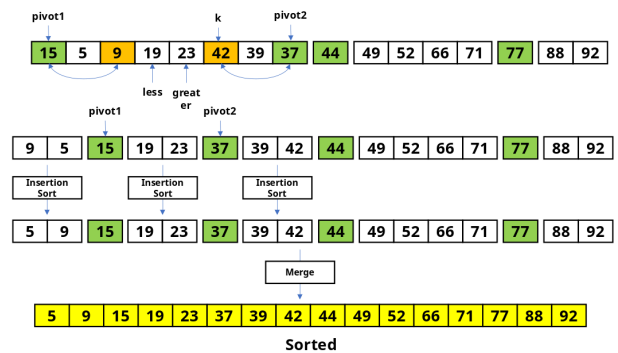 pivot1 k pivot2
15 5 9 19 23 42 39 37 44 49 52 66 71 77 88 92
less great
er
pivot1 pivot2
9 5 15 19 23 37 39 42 44 49 52 66 71 77 88 92
Insertion Insertion Insertion
Sort Sort Sort
5 9 15 19 23 37 39 42 44 49 52 66 71 77 88 92
Merge
5 9 15 19 23 37 39 42 44 49 52 66 71 77 88 92
Sorted